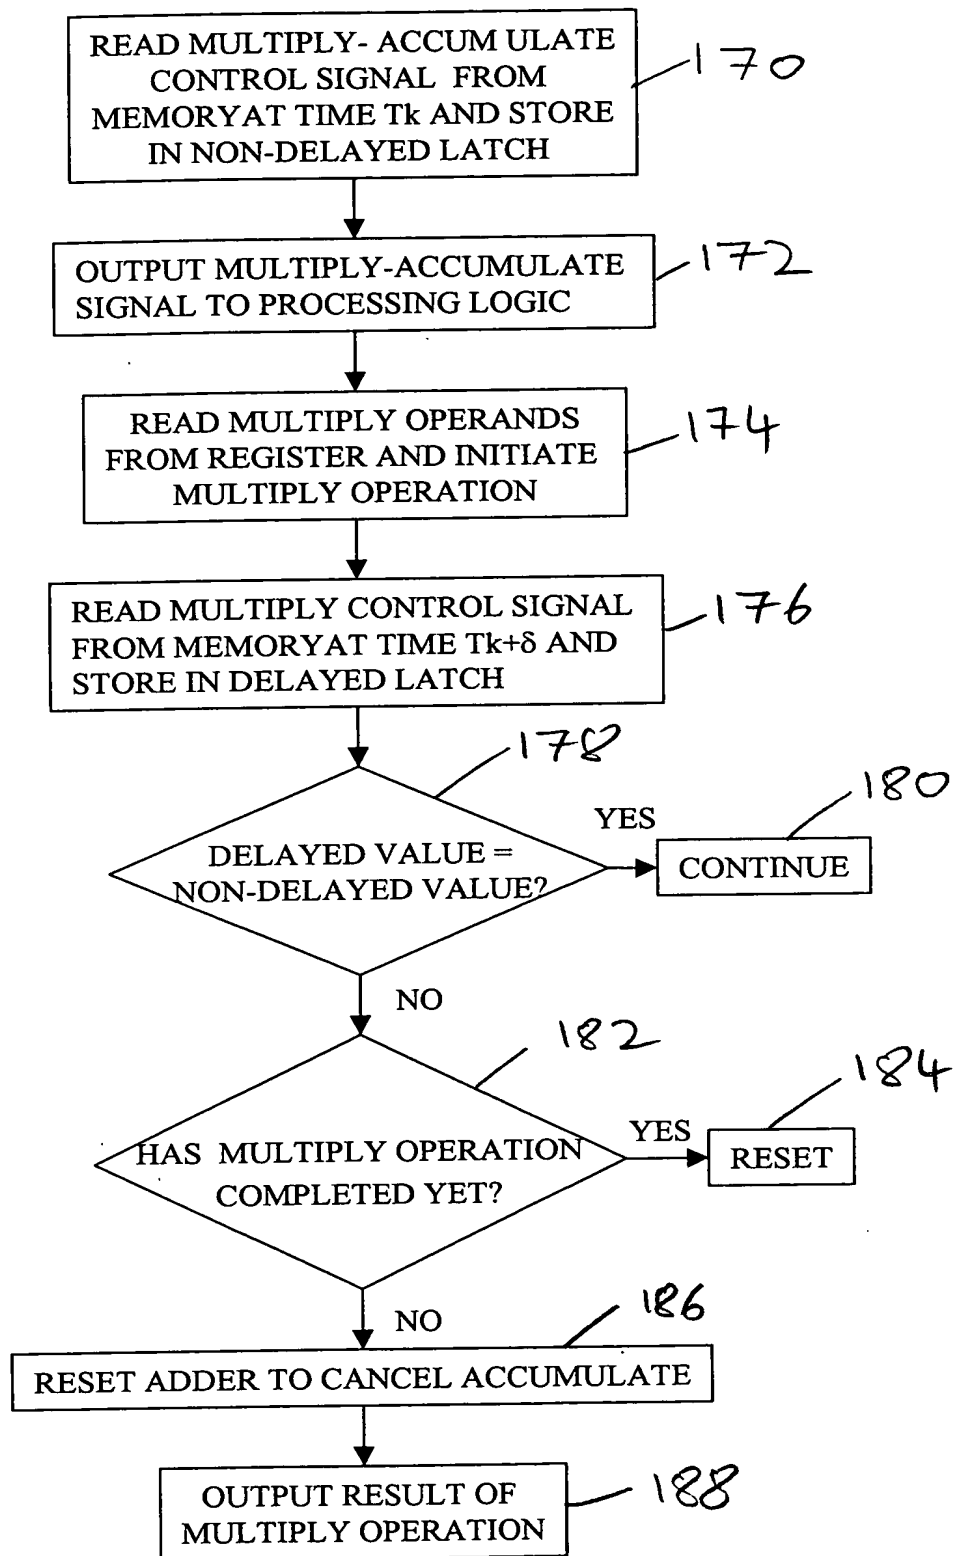 READ MULTIPLY- ACCUM ULATE
CONTROL SIGNAL FROM
MEMORYAT TIME Tk AND STORE
IN NON-DELAYED LATCH
170
OUTPUT MULTIPLY-ACCUMULATE
SIGNAL TO PROCESSING LOGIC
172
READ MULTIPLY OPERANDS
FROM REGISTER AND INITIATE
MULTIPLY OPERATION
174
READ MULTIPLY CONTROL SIGNAL
FROM MEMORYAT TIME Tk+δ AND
STORE IN DELAYED LATCH
176
178
DELAYED VALUE =
NON-DELAYED VALUE?
YES
180
CONTINUE
NO
182
HAS MULTIPLY OPERATION
COMPLETED YET?
YES
184
RESET
NO
186
RESET ADDER TO CANCEL ACCUMULATE
OUTPUT RESULT OF
MULTIPLY OPERATION
188